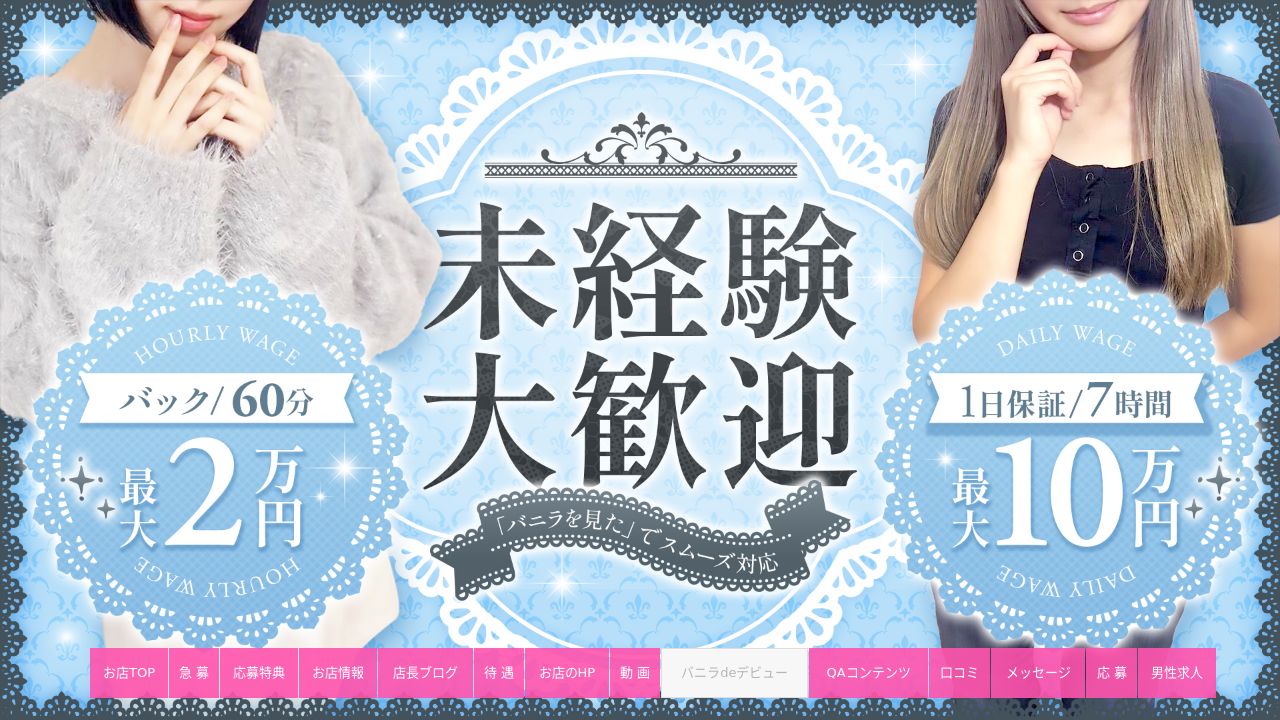 未経験
大歓迎
「バニラを見た」でスムーズ対応
HOURLY WAGE
バック/60分
最大2万円
HOURLY WAGE
DAILY WAGE
1日保証/7時間
最大10万円
DAILY WAGE
お店TOP 急 募 応募特典 お店情報 店長ブログ 待 遇 お店のHP 動 画 バニラdeデビュー QAコンテンツ 口コミ メッセージ 応 募 男性求人